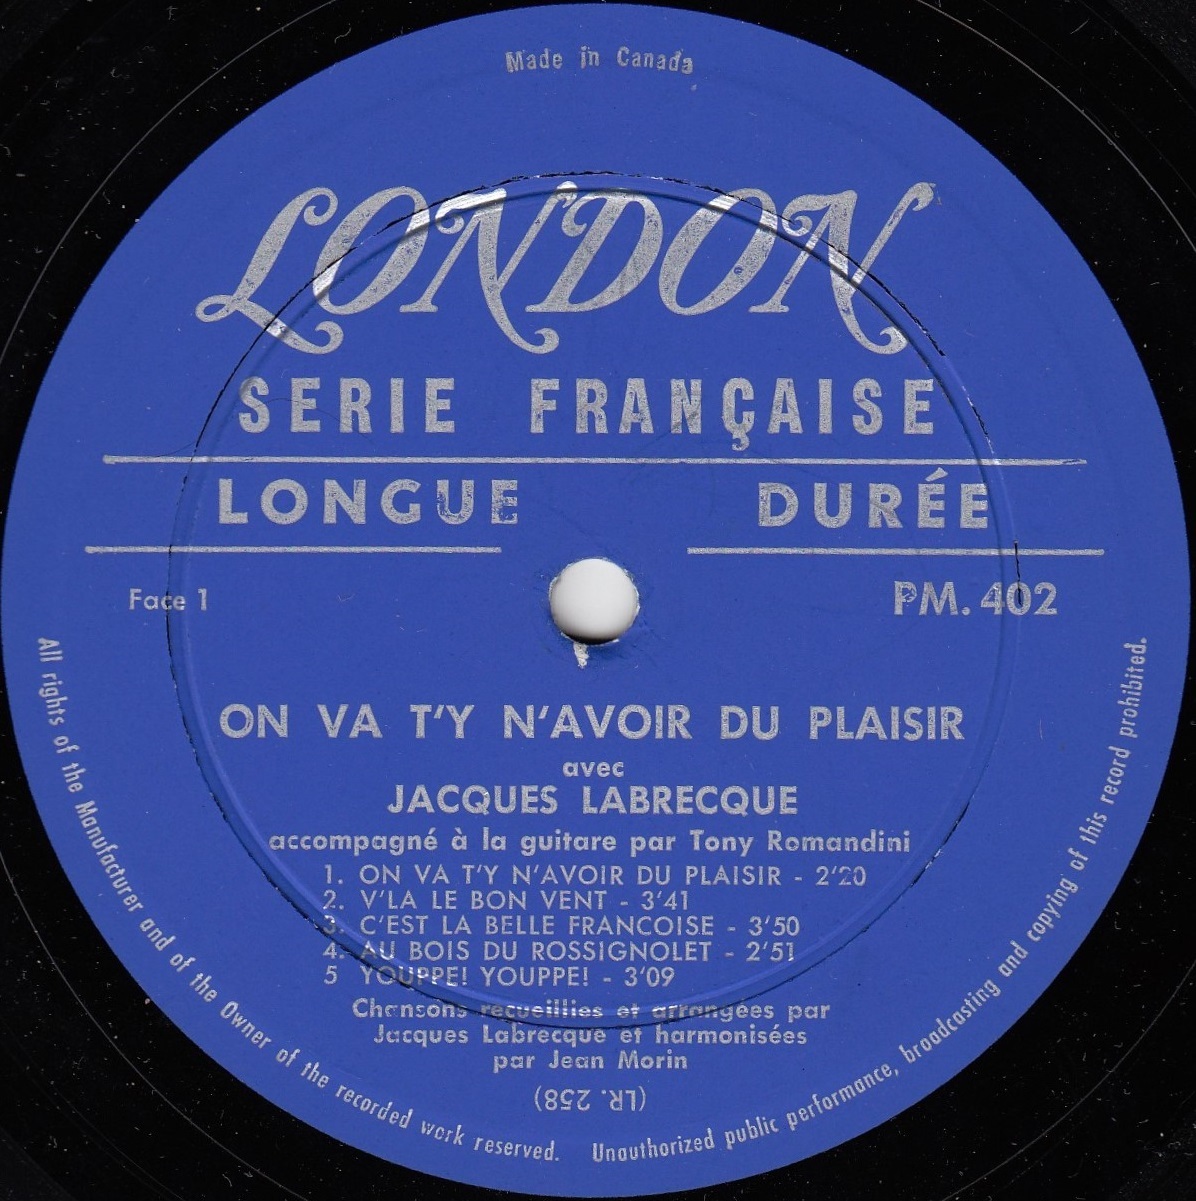 Made in Canada
LONDON
SERIE FRANÇAISE
LONGUE DURÉE
Face 1 PM. 402
ON VA T'Y N'AVOIR DU PLAISIR
avec
JACQUES LABRECQUE
accompagné à la guitare par Tony Romandini
1. ON VA T'Y N'AVOIR DU PLAISIR - 2'20
2. V'LA LE BON VENT - 3'41
3. C'EST LA BELLE FRANCOISE - 3'50
4. AU BOIS DU ROSSIGNOLET - 2'51
5 YOUPPE! YOUPPE! - 3'09
Chansons recueillies et arrangées par
Jacques Labrecque et harmonisées
par Jean Morin
(LR. 258)
All rights of the Manufacturer and of the Owner of the recorded work reserved. Unauthorized public performance, broadcasting and copying of this record prohibited.